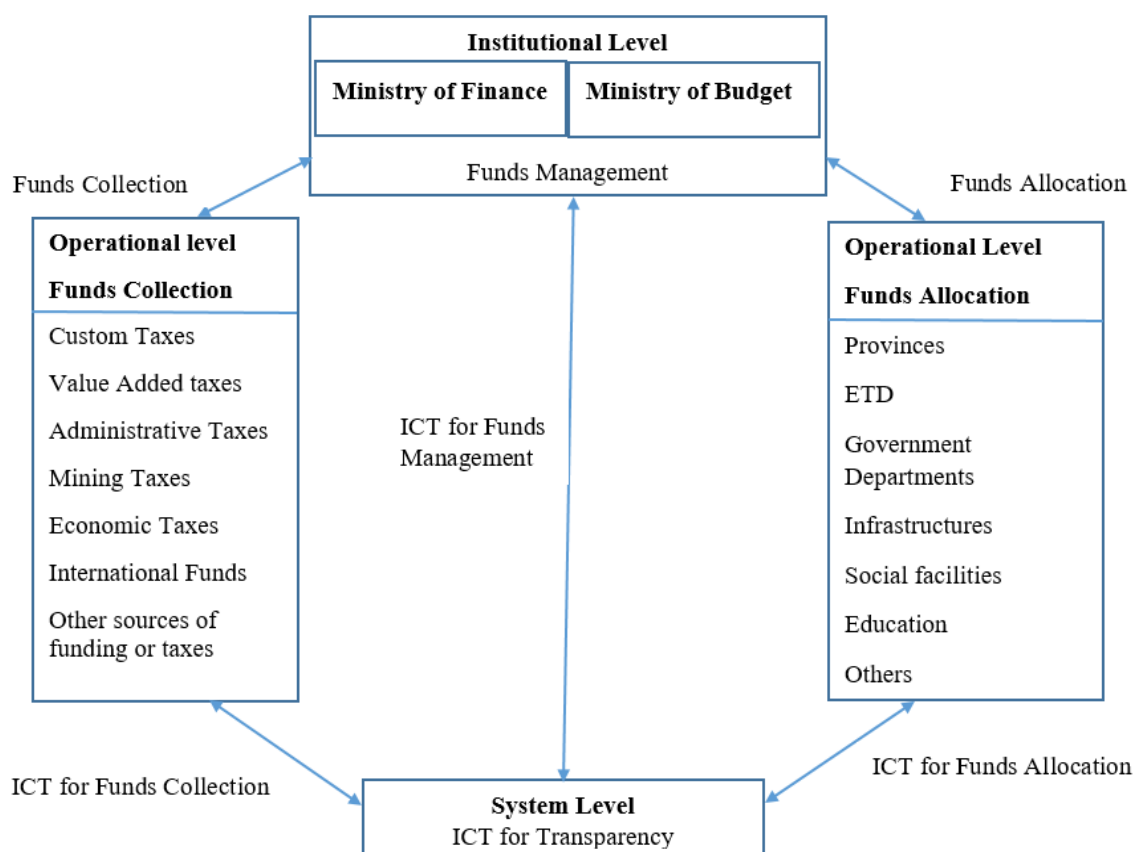 Institutional Level
Ministry of Finance
Ministry of Budget
Funds Management
Funds Collection
Funds Allocation
Operational level
Funds Collection
Custom Taxes
Value Added taxes
Administrative Taxes
Mining Taxes
Economic Taxes
International Funds
Other sources of
funding or taxes
ICT for Funds
Management
Operational Level
Funds Allocation
Provinces
ETD
Government
Departments
Infrastructures
Social facilities
Education
Others
ICT for Funds Collection
ICT for Funds Allocation
System Level
ICT for Transparency